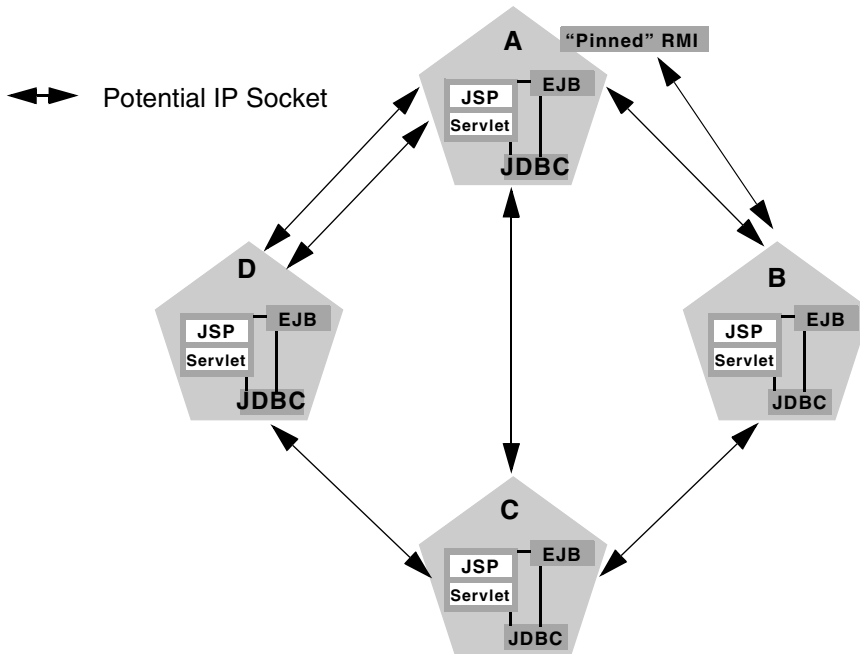 A
“Pinned” RMI
EJB
JSP
Servlet
JDBC
Potential IP Socket
D
EJB
JSP
Servlet
JDBC
B
EJB
JSP
Servlet
JDBC
C
EJB
JSP
Servlet
JDBC